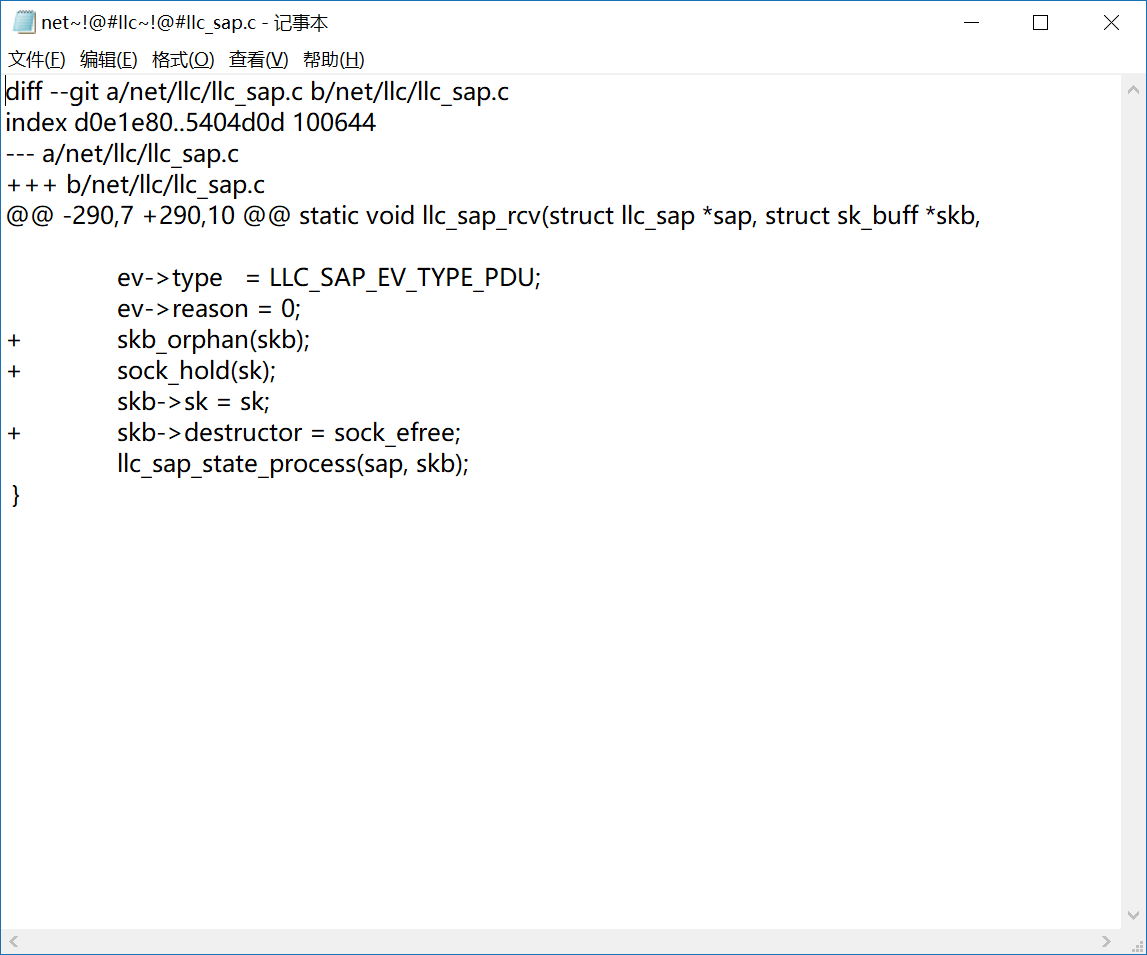 net~!@#llc~!@#llc_sap.c - 记事本
文件(F) 编辑(E) 格式(O) 查看(V) 帮助(H)
diff --git a/net/llc/llc_sap.c b/net/llc/llc_sap.c
index d0e1e80..5404d0d 100644
--- a/net/llc/llc_sap.c
+++ b/net/llc/llc_sap.c
@@ -290,7 +290,10 @@ static void llc_sap_rcv(struct llc_sap *sap, struct sk_buff *skb,
ev->type   = LLC_SAP_EV_TYPE_PDU;
ev->reason = 0;
+ skb_orphan(skb);
+ sock_hold(sk);
skb->sk = sk;
+ skb->destructor = sock_efree;
llc_sap_state_process(sap, skb);
}